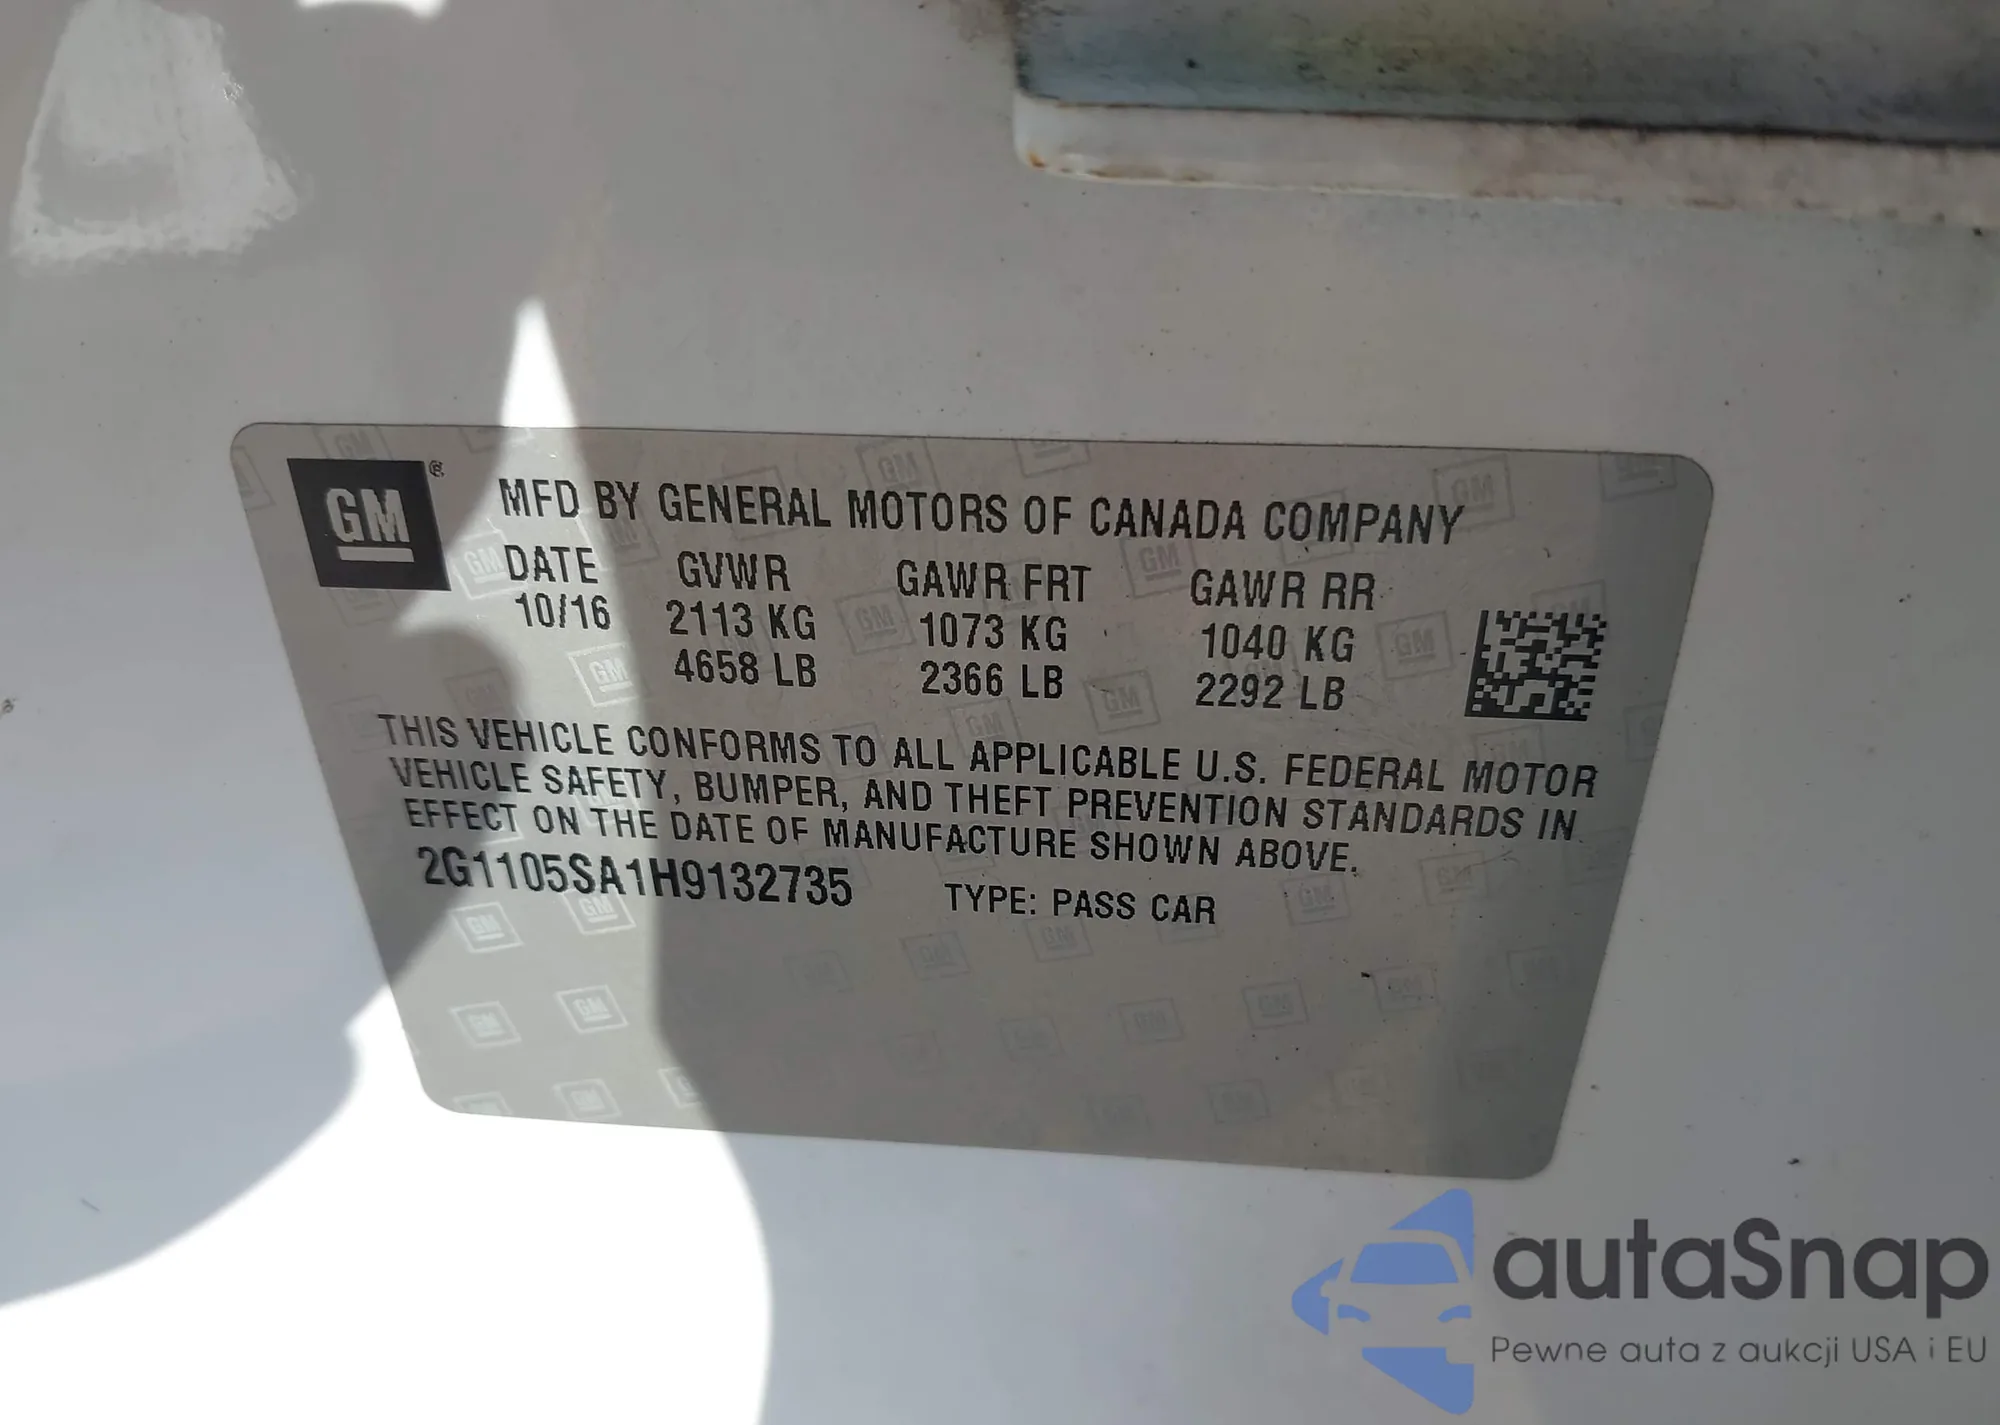 GM ®
MFD BY GENERAL MOTORS OF CANADA COMPANY
DATE GVWR GAWR FRT GAWR RR
10/16 2113 KG 1073 KG 1040 KG
4658 LB 2366 LB 2292 LB
THIS VEHICLE CONFORMS TO ALL APPLICABLE U.S. FEDERAL MOTOR
VEHICLE SAFETY, BUMPER, AND THEFT PREVENTION STANDARDS IN
EFFECT ON THE DATE OF MANUFACTURE SHOWN ABOVE.
2G1105SA1H9132735 TYPE: PASS CAR
autaSnap
Pewne auta z aukcji USA i EU